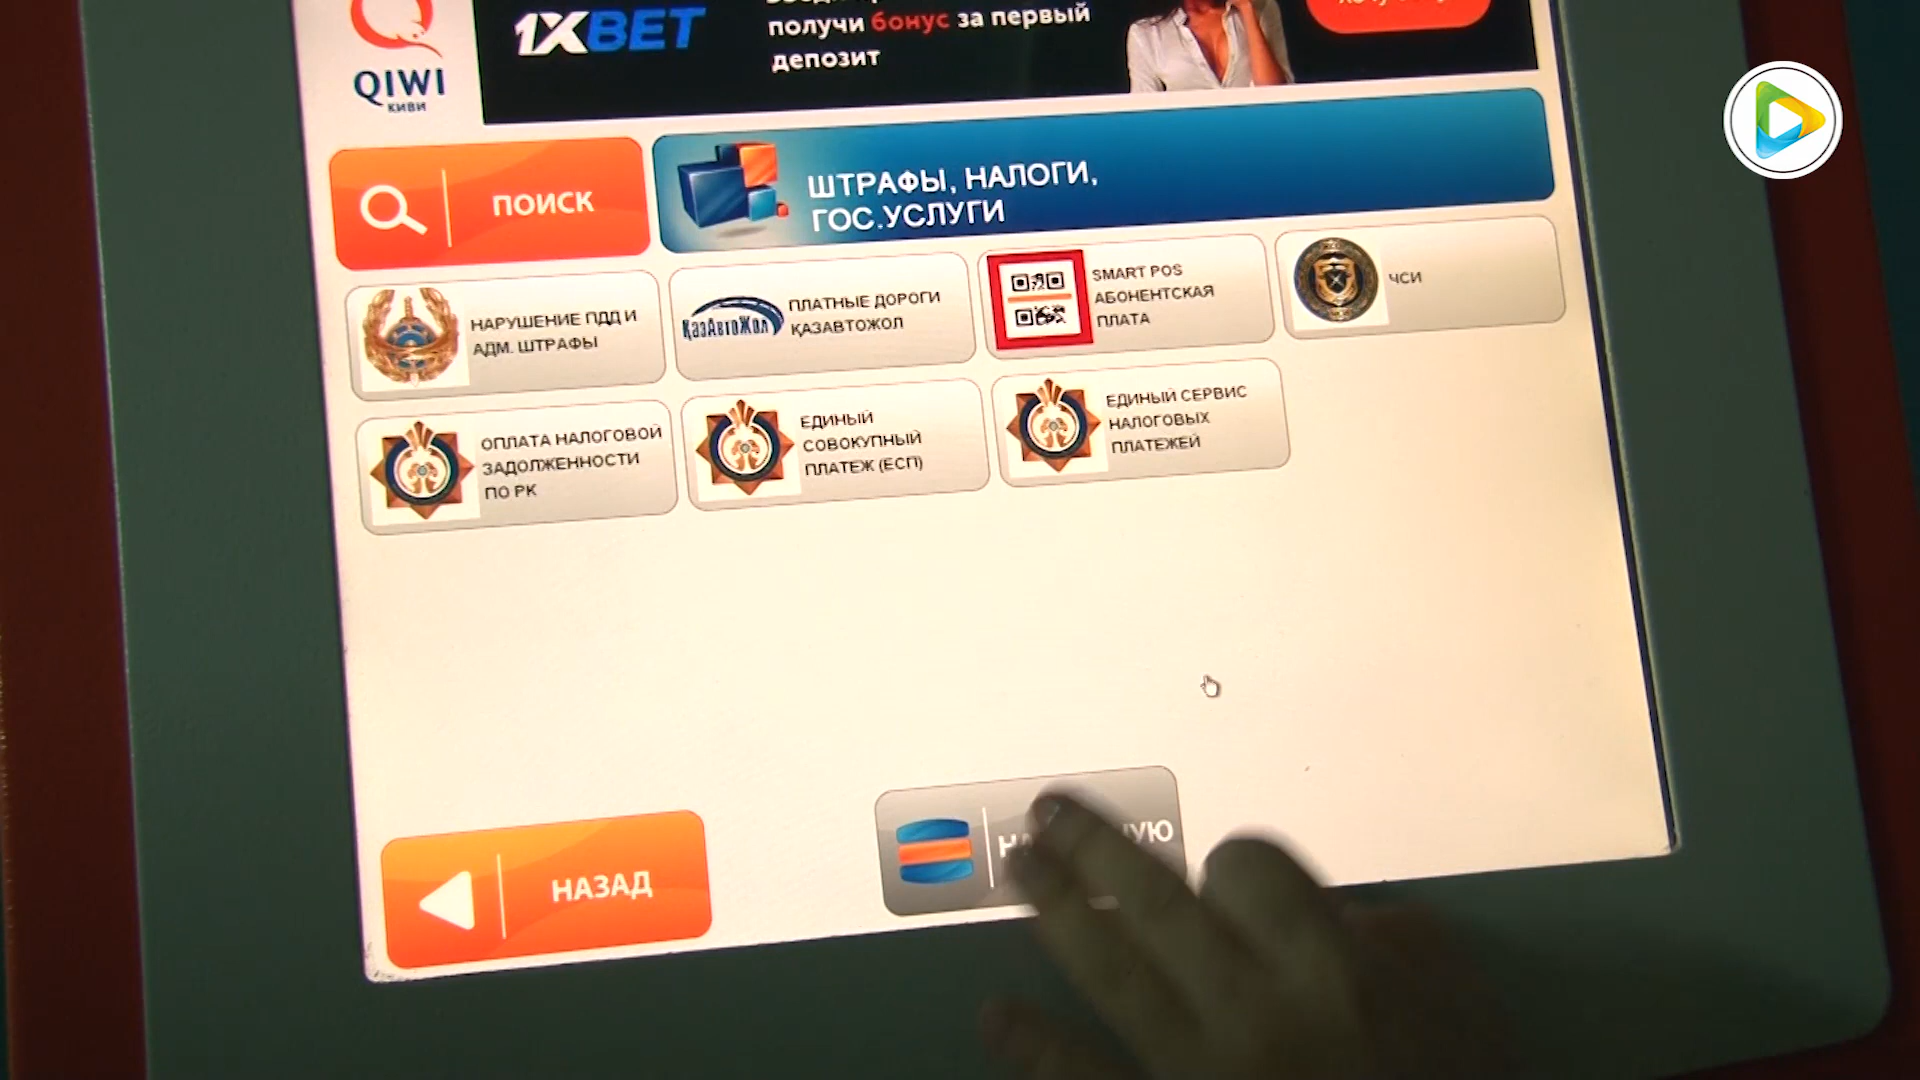 1XBET
получи бонус за первый
депозит
QIWI
КИВИ
ПОИСК
ШТРАФЫ, НАЛОГИ,
ГОС.УСЛУГИ
НАРУШЕНИЕ ПДД И
АДМ. ШТРАФЫ
ҚазАвтоЖол
ПЛАТНЫЕ ДОРОГИ
ҚАЗАВТОЖОЛ
SMART POS
АБОНЕНТСКАЯ
ПЛАТА
ЧСИ
ОПЛАТА НАЛОГОВОЙ
ЗАДОЛЖЕННОСТИ
ПО РК
ЕДИНЫЙ
СОВОКУПНЫЙ
ПЛАТЕЖ (ЕСП)
ЕДИНЫЙ СЕРВИС
НАЛОГОВЫХ
ПЛАТЕЖЕЙ
НАЗАД